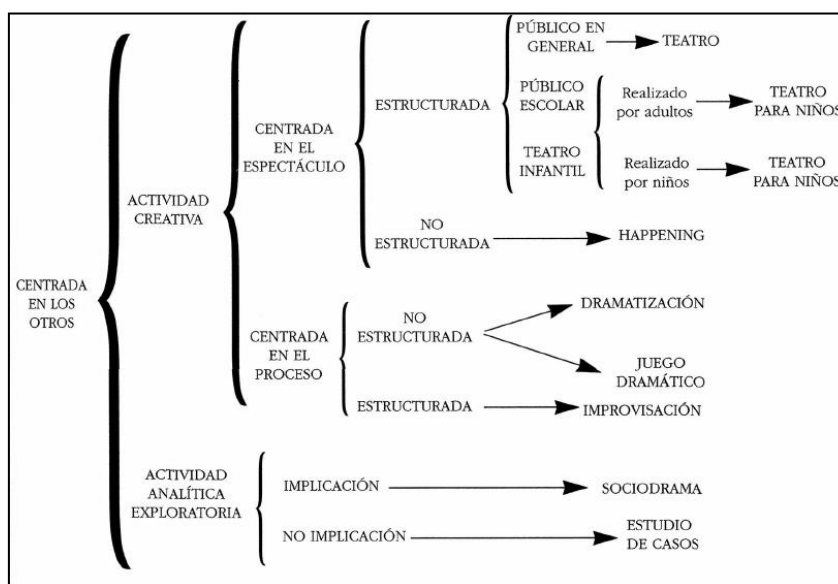 CENTRADA
EN LOS
OTROS
ACTIVIDAD
CREATIVA
CENTRADA
EN EL
ESPECTÁCULO
ESTRUCTURADA
PÚBLICO EN
GENERAL
TEATRO
PÚBLICO
ESCOLAR
TEATRO
INFANTIL
Realizado
por adultos
TEATRO
PARA NIÑOS
Realizado
por niños
TEATRO
PARA NIÑOS
NO
ESTRUCTURADA
HAPPENING
CENTRADA
EN EL
PROCESO
NO
ESTRUCTURADA
DRAMATIZACIÓN
JUEGO
DRAMÁTICO
ESTRUCTURADA
IMPROVISACIÓN
ACTIVIDAD
ANALÍTICA
EXPLORATORIA
IMPLICACIÓN
SOCIODRAMA
NO IMPLICACIÓN
ESTUDIO
DE CASOS